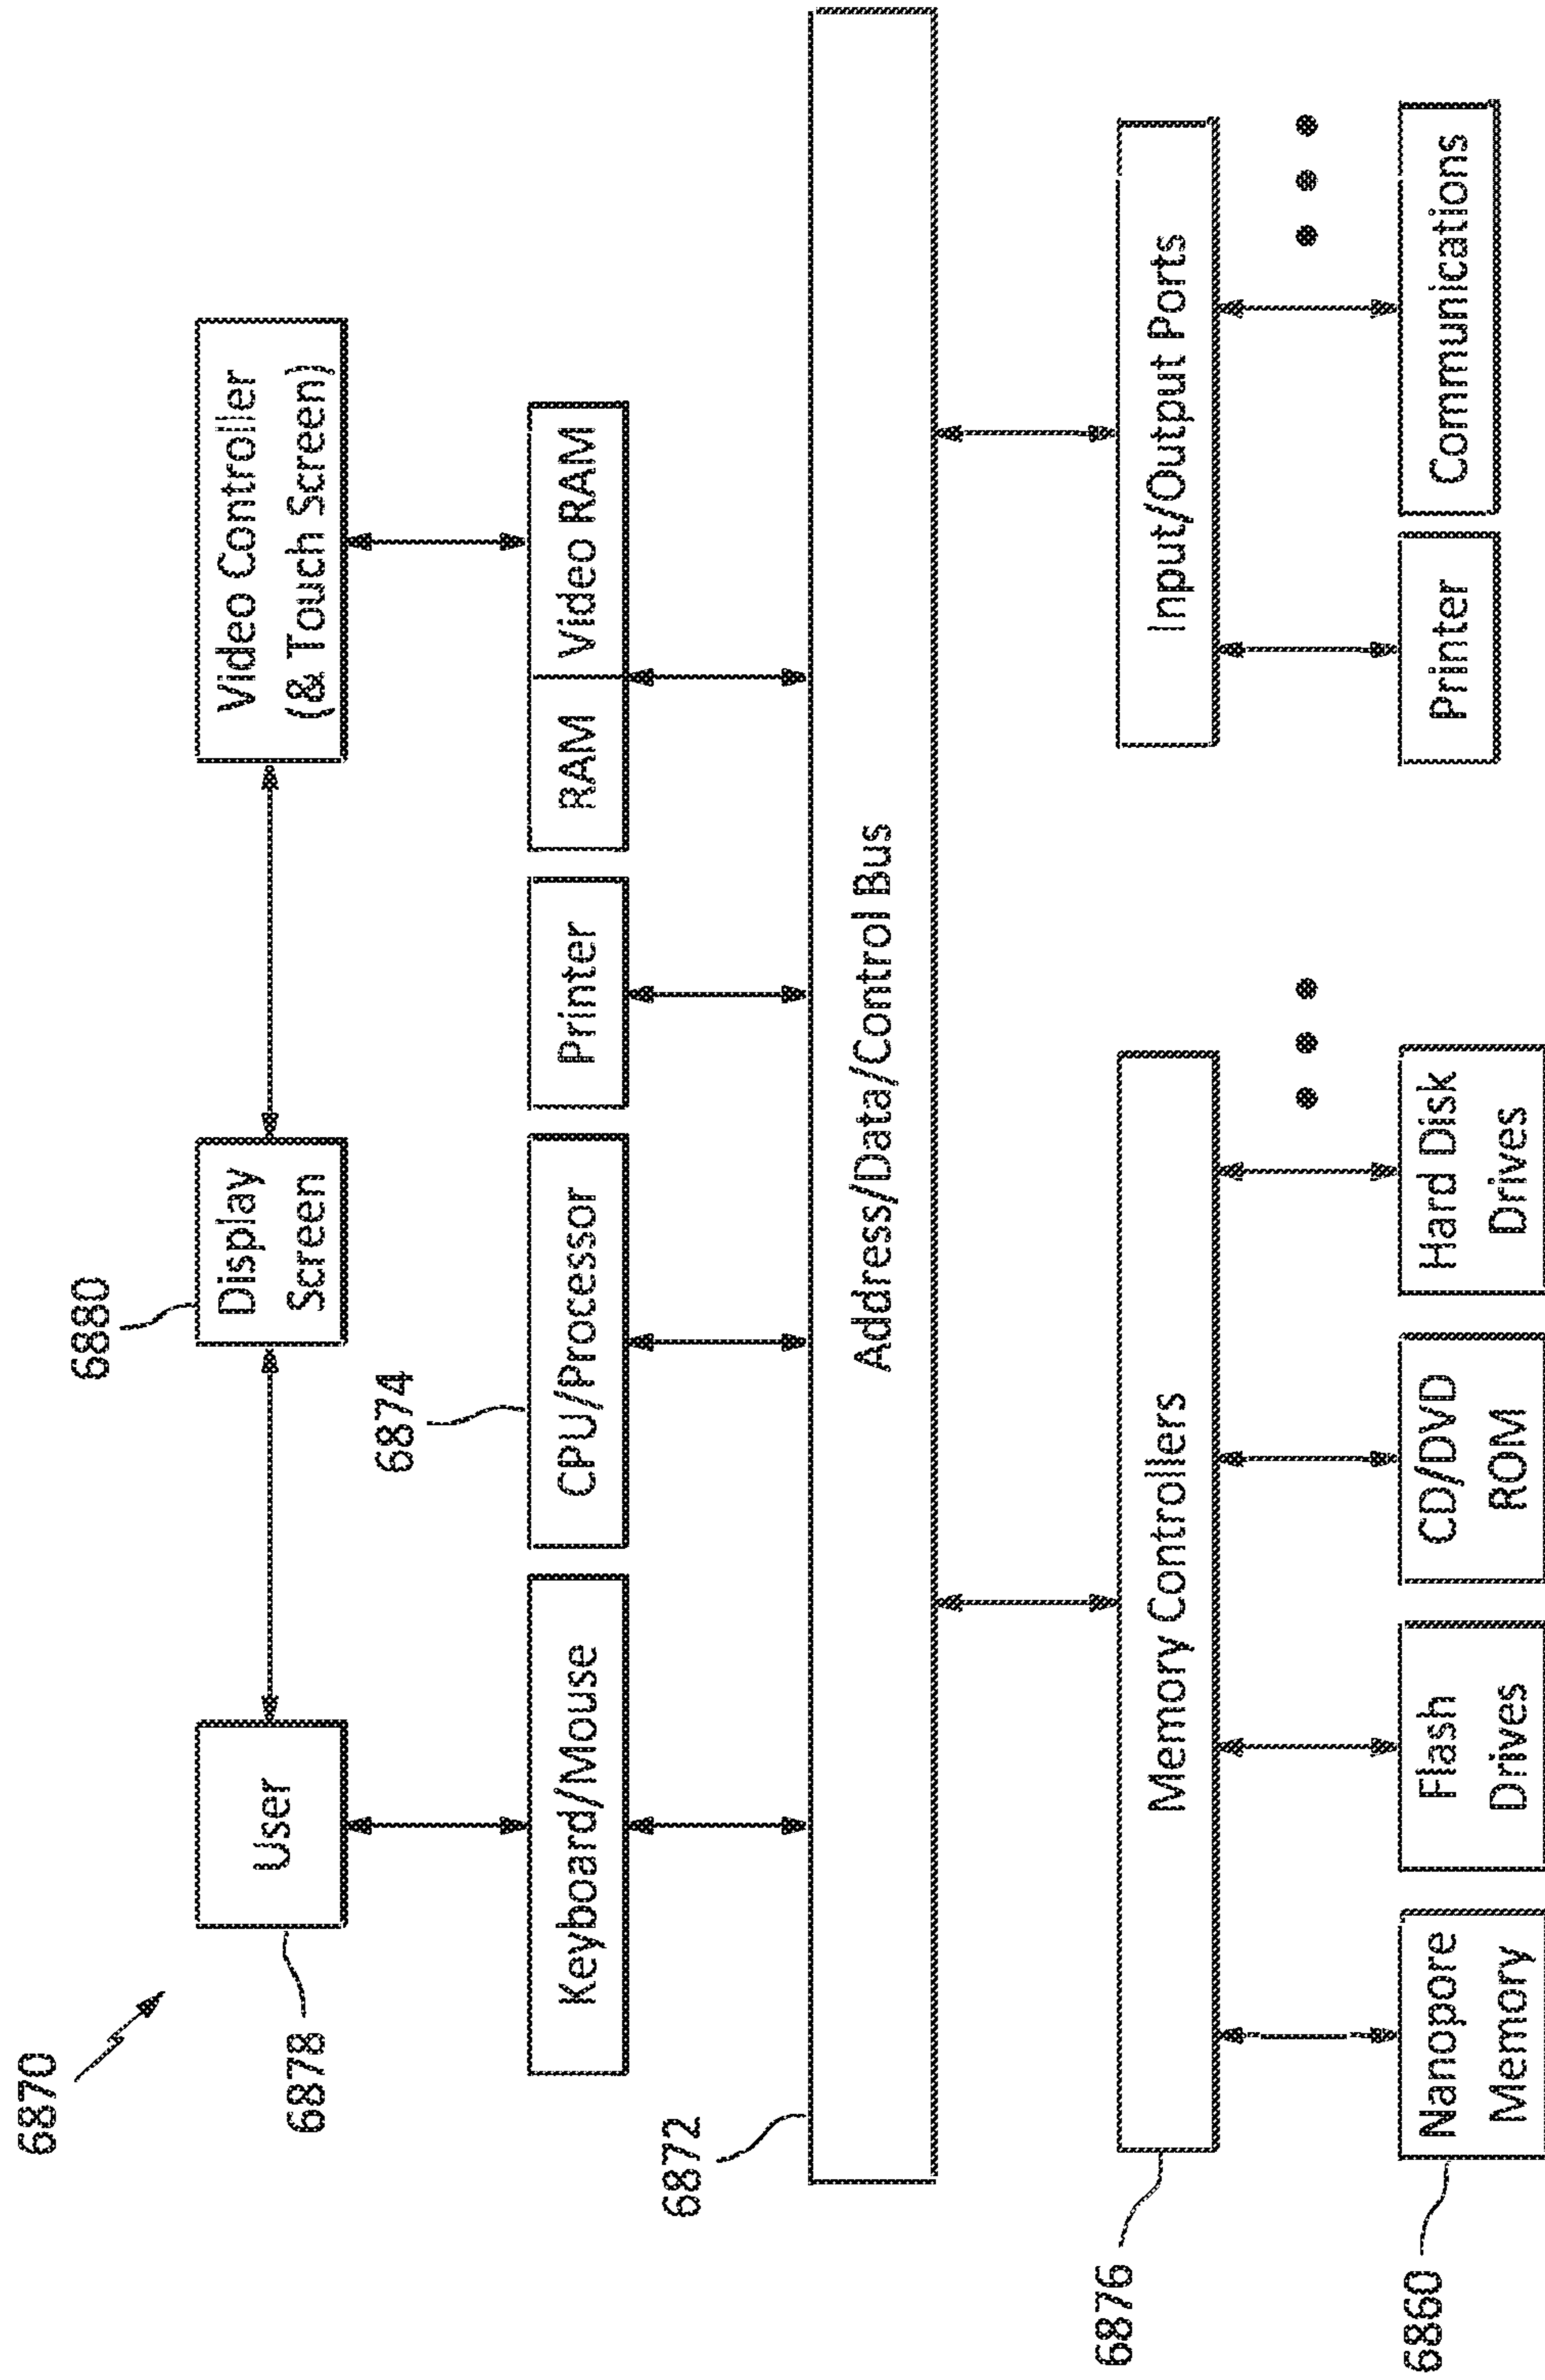 6870
6880
6878
User
Display
Screen
Video Controller
(& Touch Screen)
6874
Keyboard/Mouse
CPU/Processor
Printer
RAM
Video RAM
6872
Address/Data/Control Bus
6876
Memory Controllers
Input/Output Ports
6860
Nanopore
Memory
Flash
Drives
CD/DVD
ROM
Hard Disk
Drives
Printer
Communications